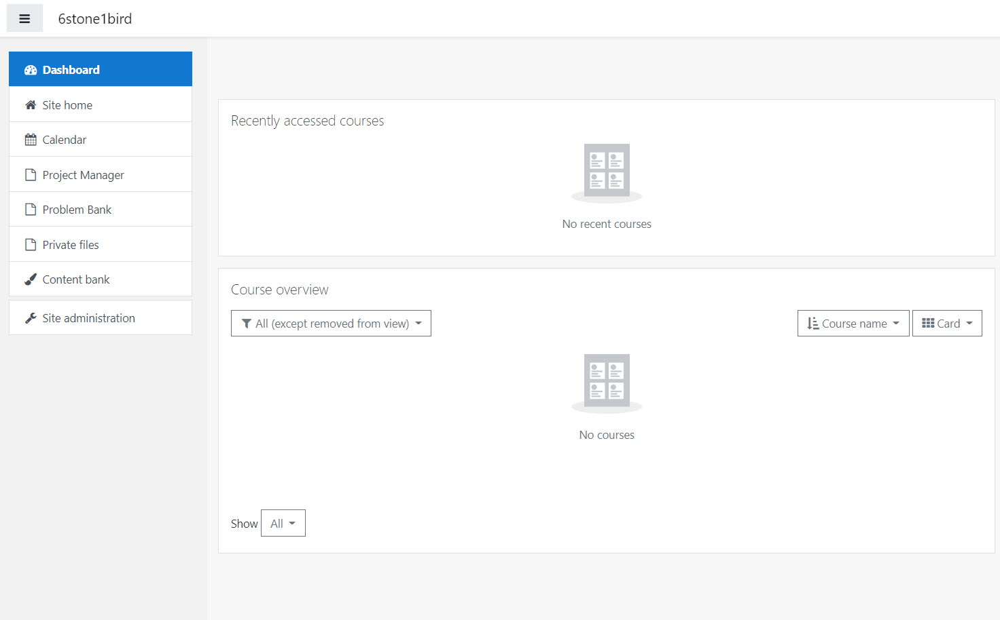 6stone1bird
Dashboard
Site home
Calendar
Project Manager
Problem Bank
Private files
Content bank
Site administration
Recently accessed courses
No recent courses
Course overview
All (except removed from view)
Course name
Card
No courses
Show All